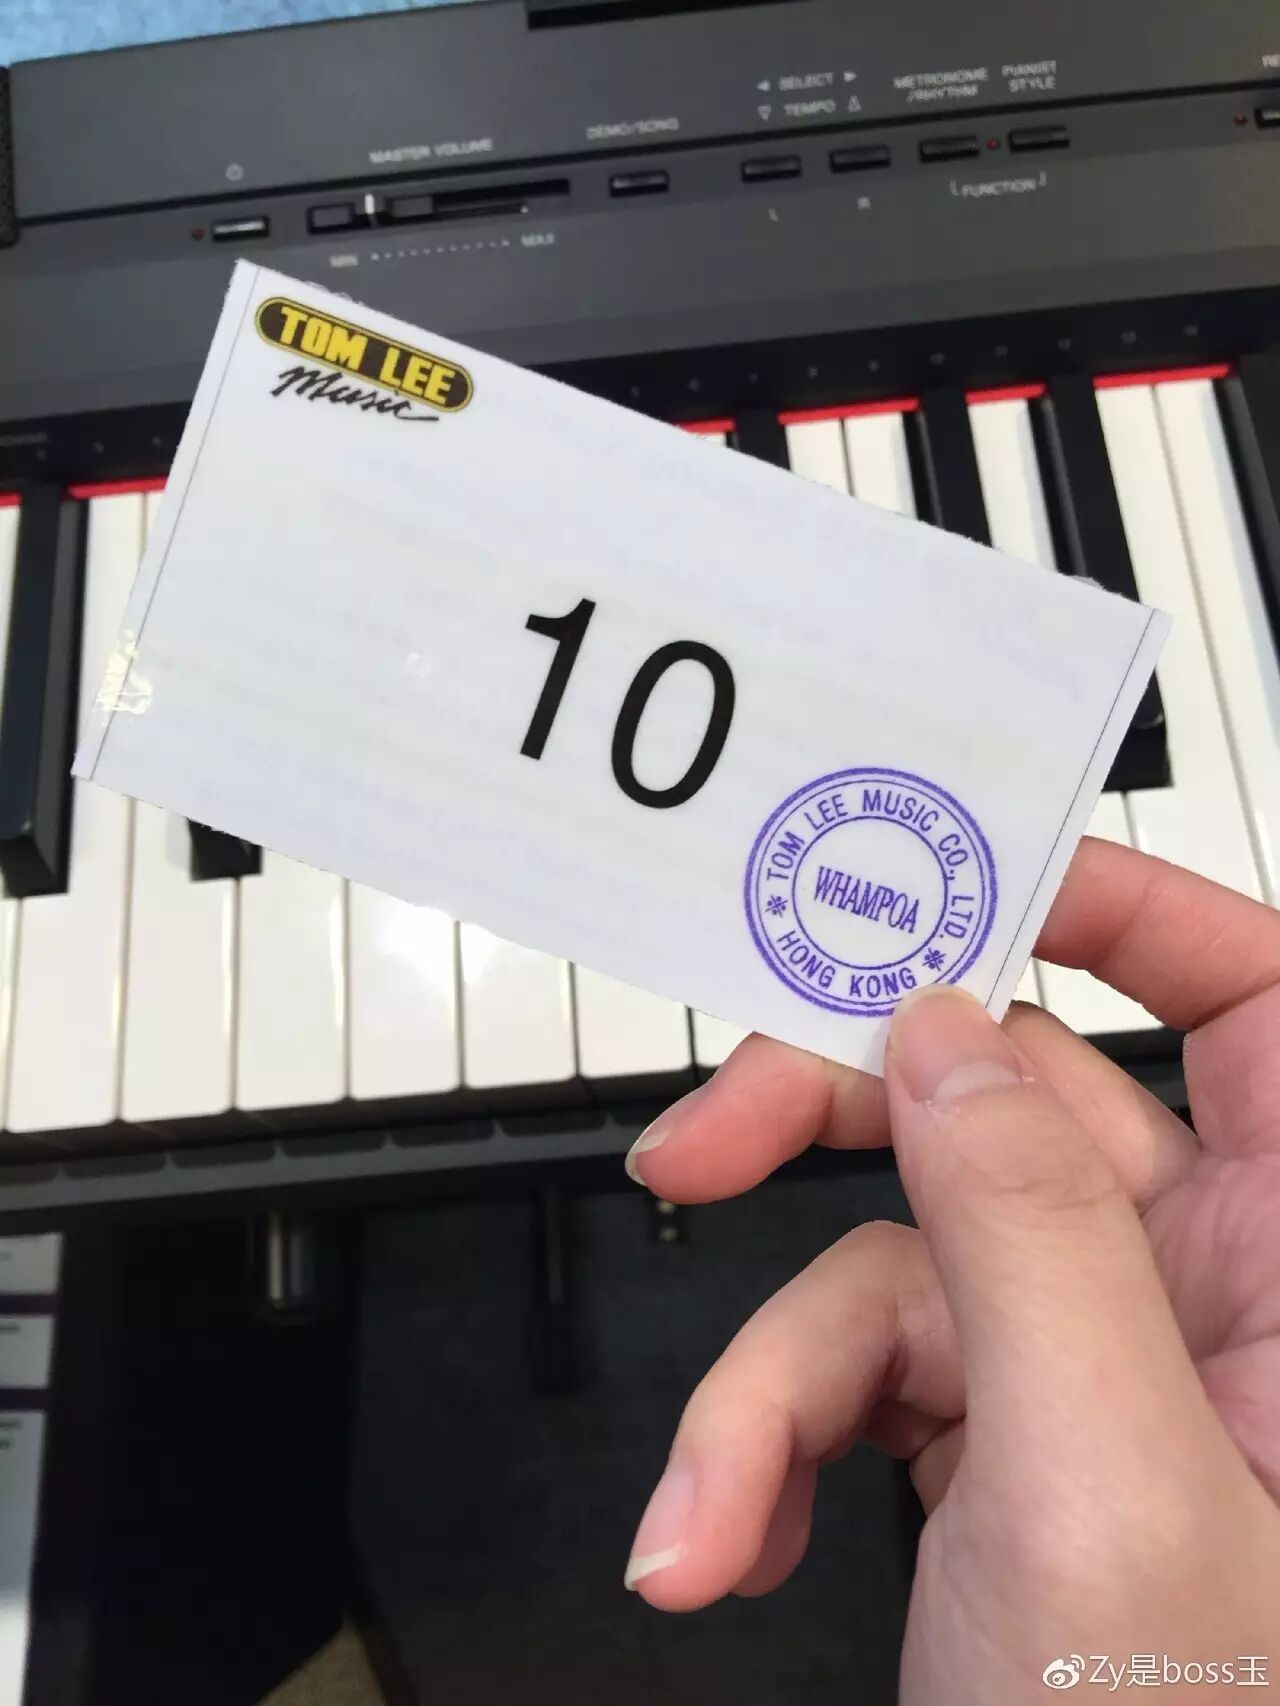 ◄ SELECT ►
▽ TEMPO △
METRONOME
/RHYTHM
PIANIST
STYLE
DEMO/SONG
MASTER VOLUME
L
R
FUNCTION
MIN
MAX
TOM LEE
Music
10
TOM LEE MUSIC CO., LTD.
WHAMPOA
HONG KONG
Zy是boss玉